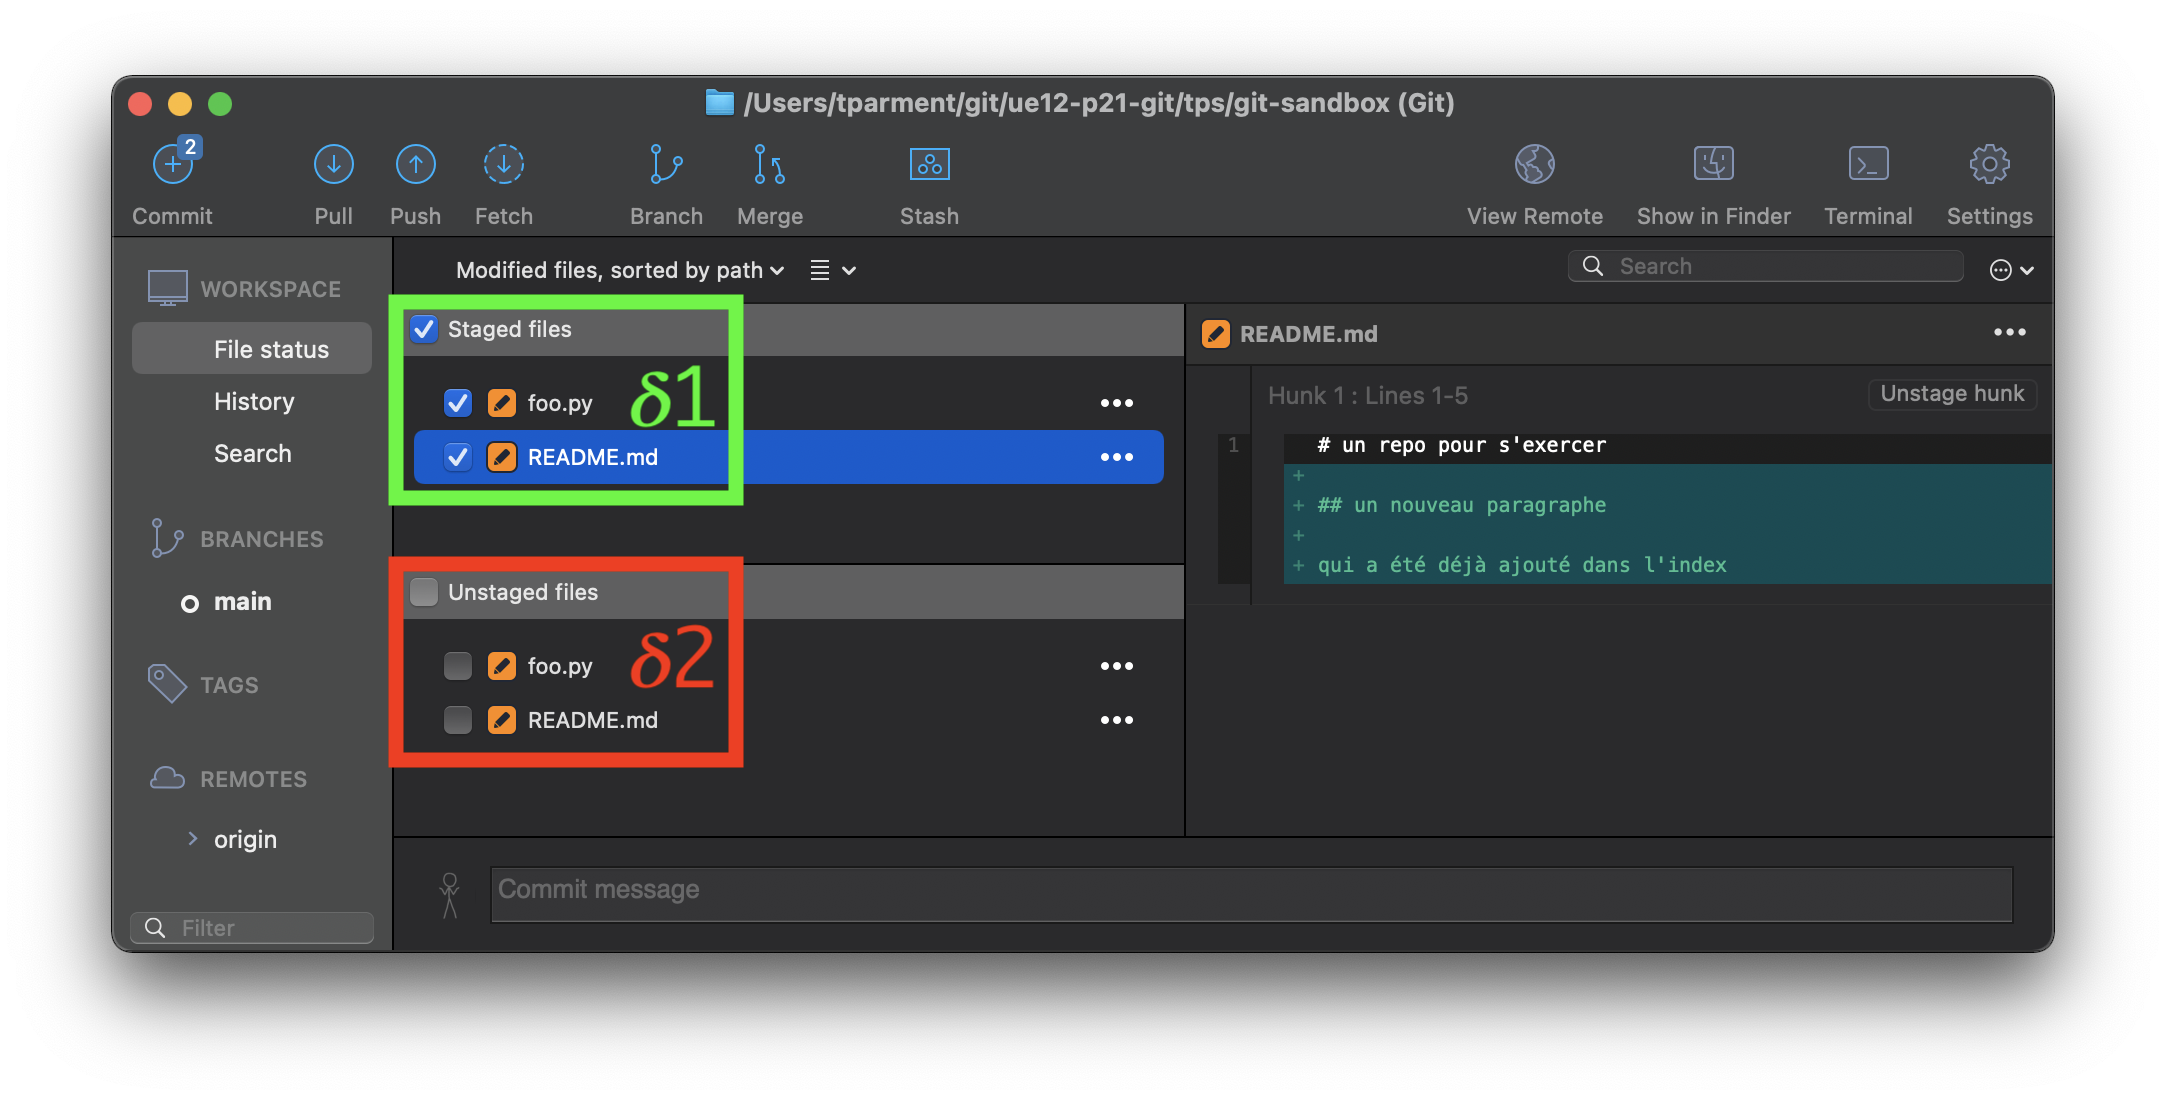 /Users/tparment/git/ue12-p21-git/tps/git-sandbox (Git)
2
Commit
Pull
Push
Fetch
Branch
Merge
Stash
View Remote
Show in Finder
Terminal
Settings
WORKSPACE
File status
History
Search
BRANCHES
main
TAGS
REMOTES
origin
Filter
Modified files, sorted by path
Search
Staged files
foo.py
δ1
README.md
Unstaged files
foo.py
δ2
README.md
README.md
Hunk 1 : Lines 1-5
Unstage hunk
1 # un repo pour s'exercer
+
+ ## un nouveau paragraphe
+
+ qui a été déjà ajouté dans l'index
Commit message